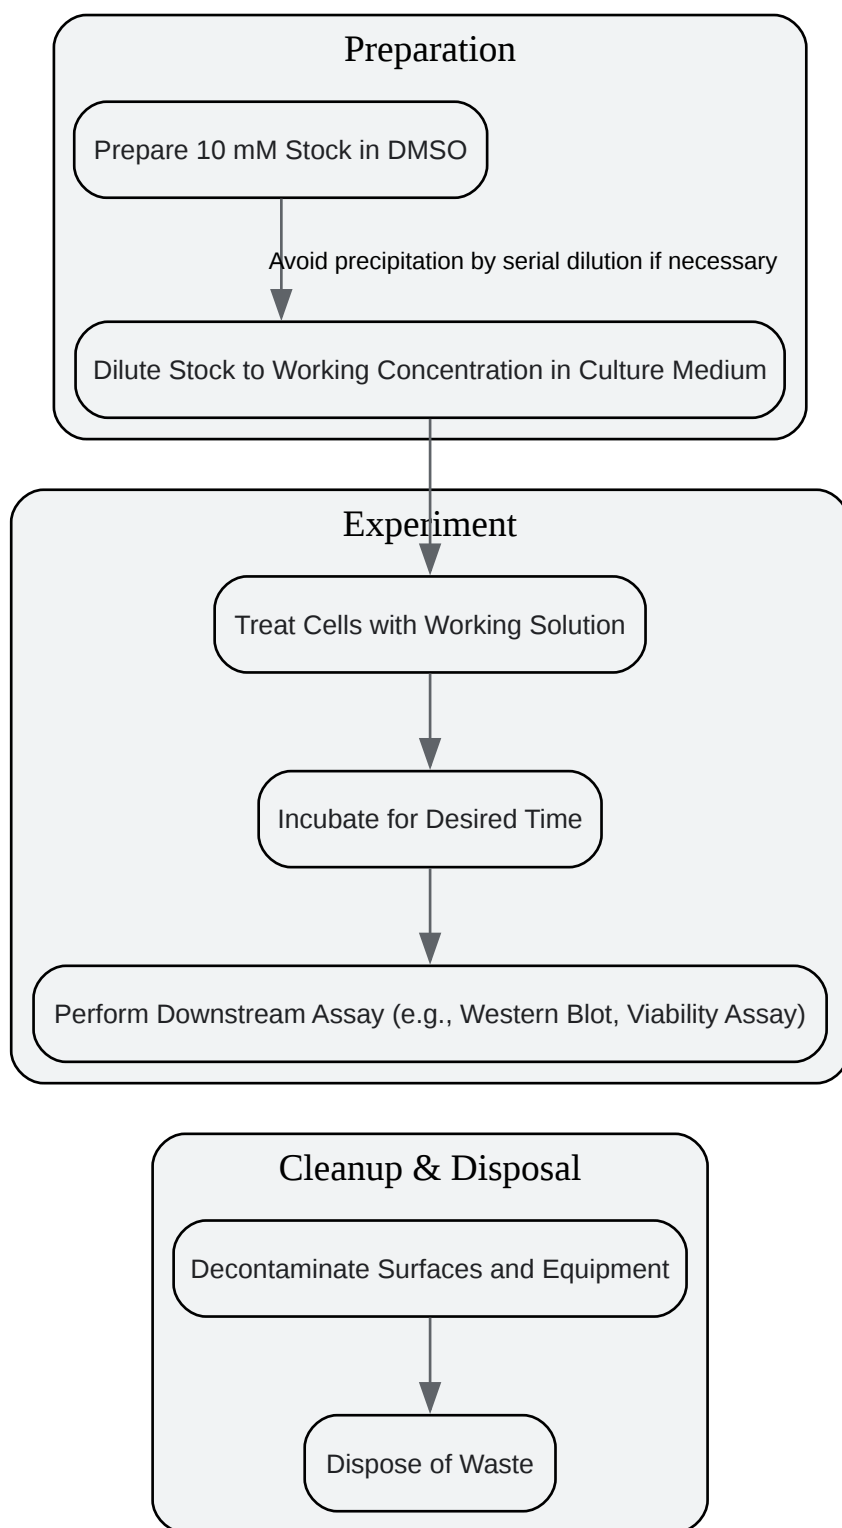 Preparation
Prepare 10 mM Stock in DMSO
Avoid precipitation by serial dilution if necessary
Dilute Stock to Working Concentration in Culture Medium
Experiment
Treat Cells with Working Solution
Incubate for Desired Time
Perform Downstream Assay (e.g., Western Blot, Viability Assay)
Cleanup & Disposal
Decontaminate Surfaces and Equipment
Dispose of Waste